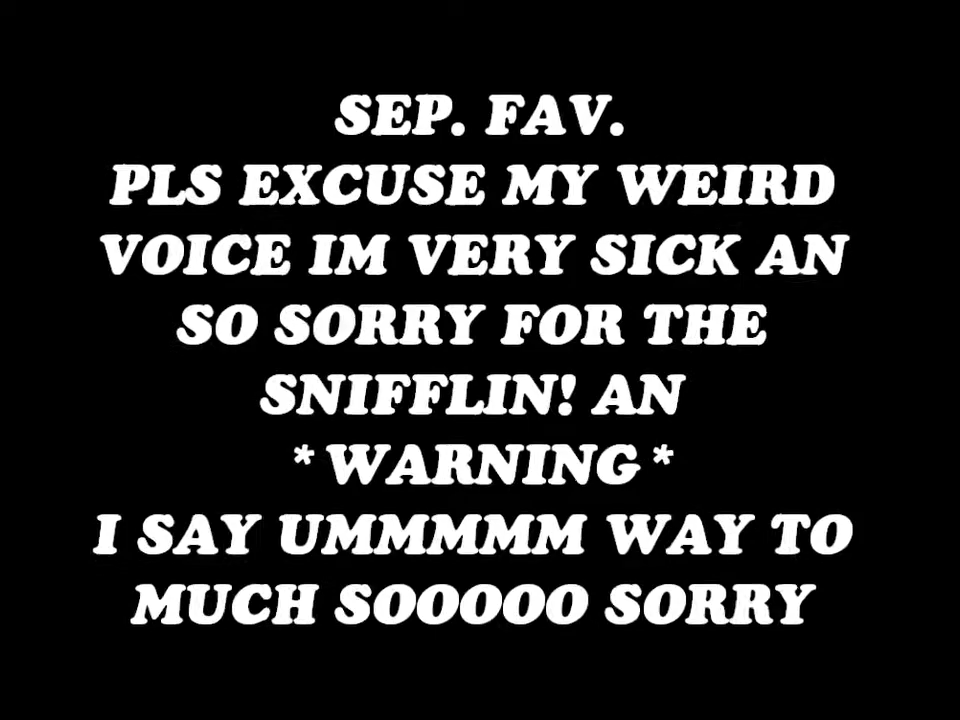 SEP. FAV.
PLS EXCUSE MY WEIRD
VOICE IM VERY SICK AN
SO SORRY FOR THE
SNIFFLIN! AN
*WARNING*
I SAY UMMMMM WAY TO
MUCH SOOOOO SORRY